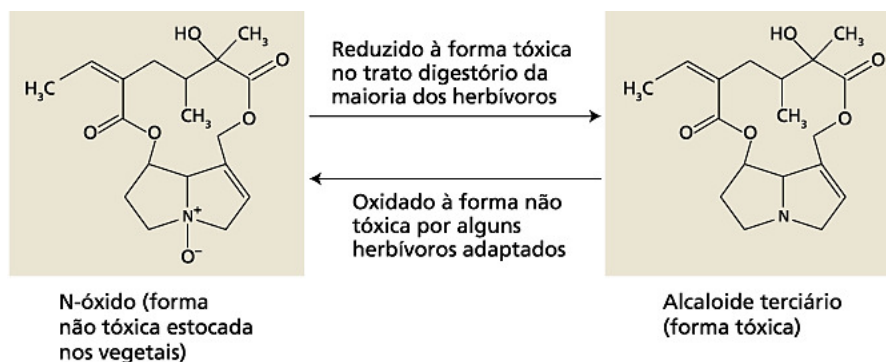 HO
CH3
H3C
O
O
CH3
O
O
N+
O−
Reduzido à forma tóxica
no trato digestório da
maioria dos herbívoros
Oxidado à forma não
tóxica por alguns
herbívoros adaptados
HO
CH3
H3C
O
O
CH3
O
O
N
N-óxido (forma
não tóxica estocada
nos vegetais)
Alcaloide terciário
(forma tóxica)